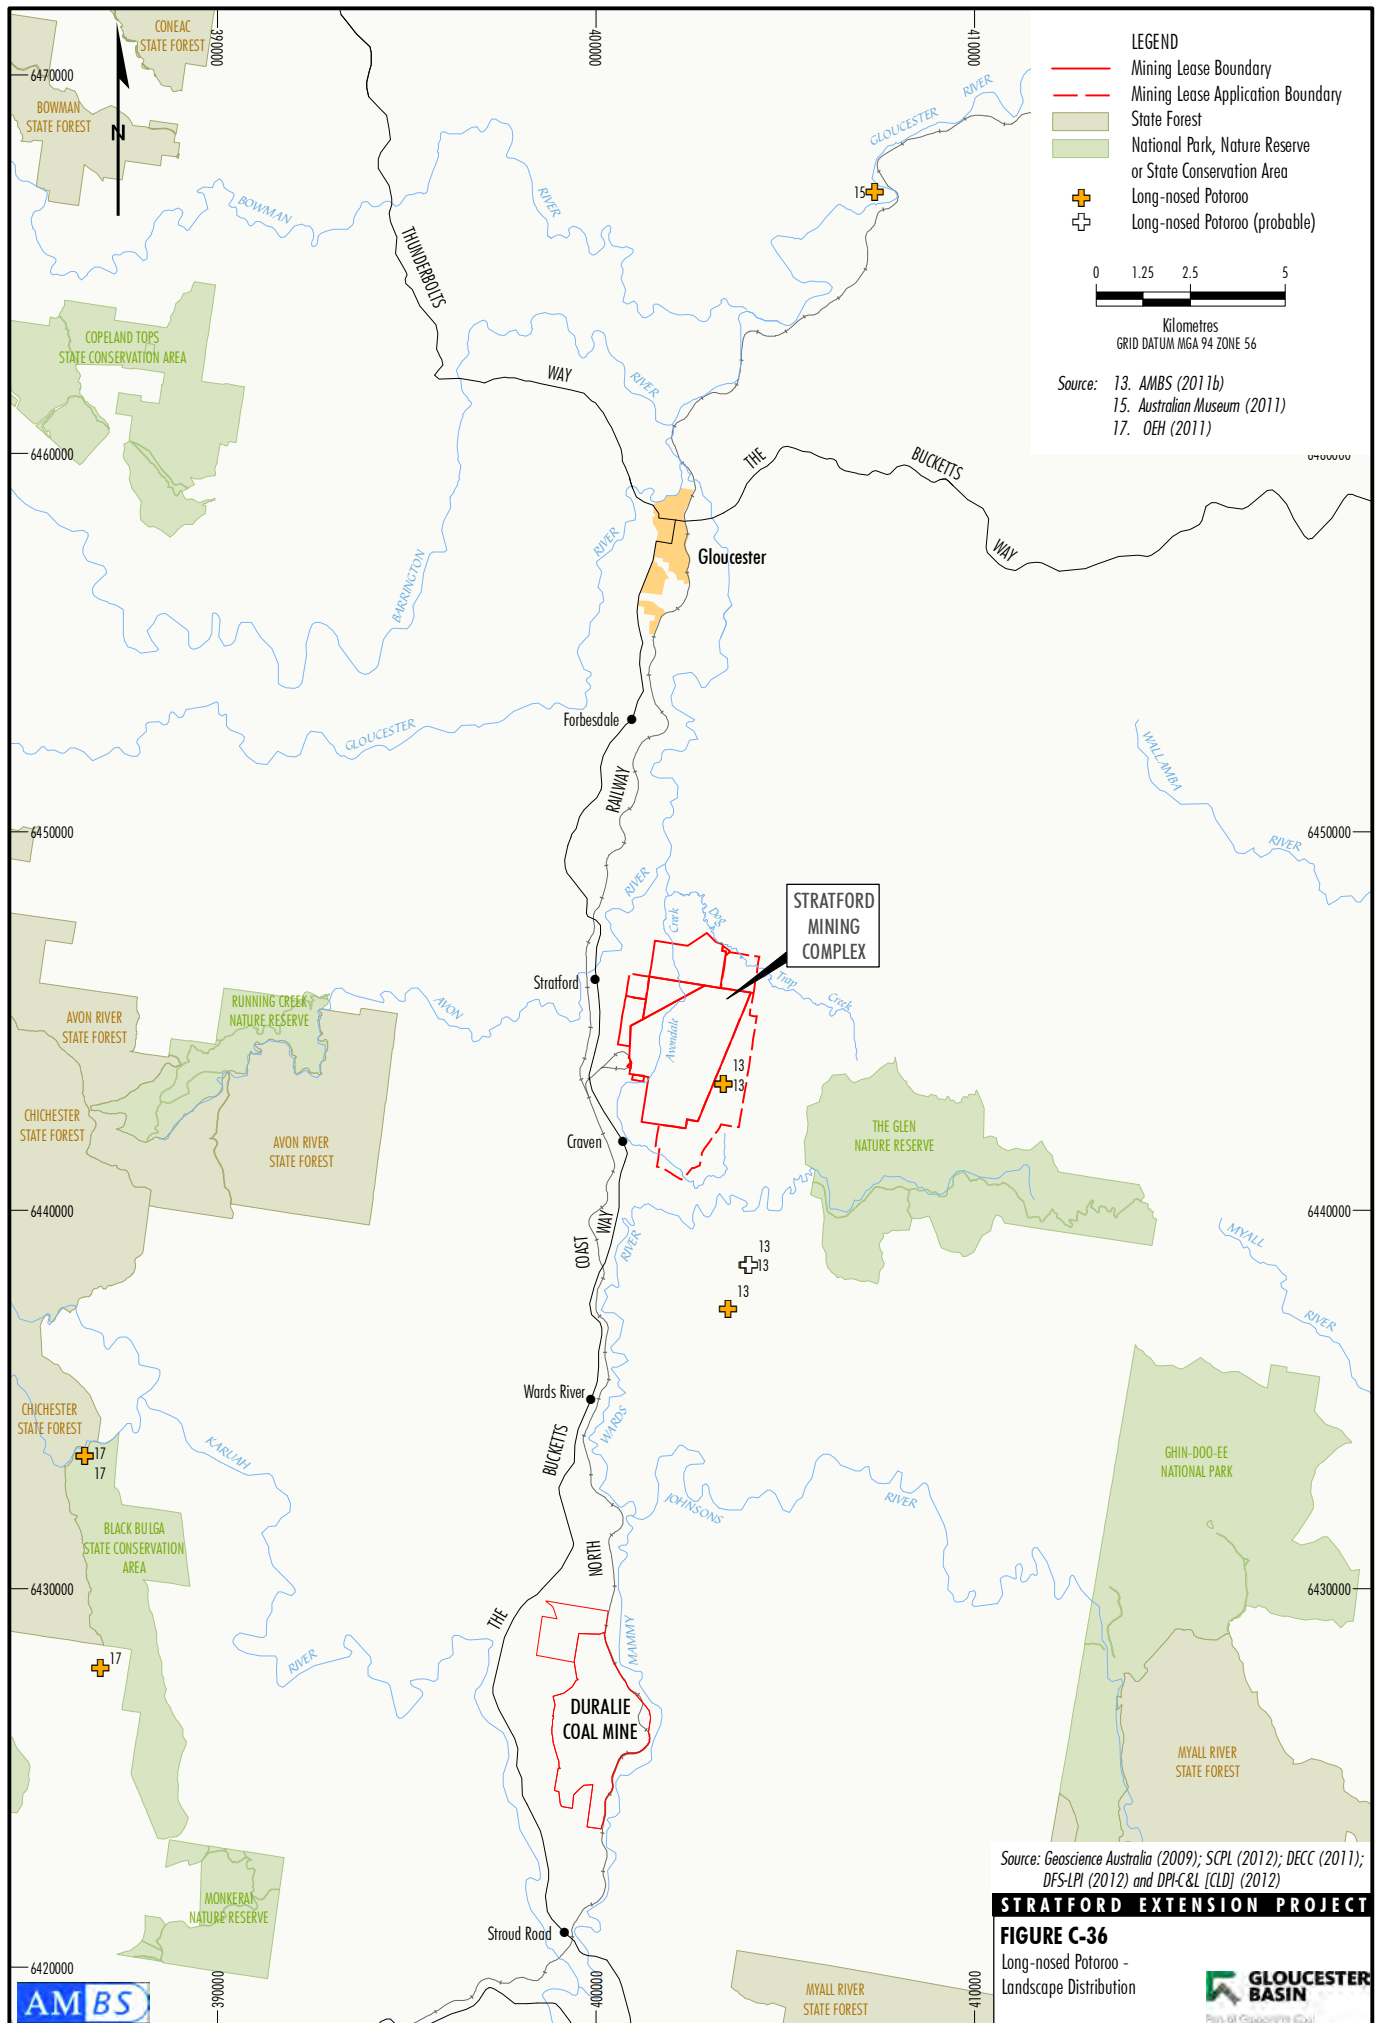 CONEAC
STATE FOREST
390000
400000
410000
6470000
BOWMAN
STATE FOREST
N
LEGEND
Mining Lease Boundary
Mining Lease Application Boundary
State Forest
National Park, Nature Reserve
or State Conservation Area
Long-nosed Potoroo
Long-nosed Potoroo (probable)
0 1.25 2.5 5
Kilometres
GRID DATUM MGA 94 ZONE 56
Source: 13. AMBS (2011b)
15. Australian Museum (2011)
17. OEH (2011)
GLOUCESTER
RIVER
15
BOWMAN
RIVER
THUNDERBOLTS
WAY
COPELAND TOPS
STATE CONSERVATION AREA
RIVER
6460000
6460000
THE
BUCKETTS
WAY
RIVER
Gloucester
BARRINGTON
Forbesdale
GLOUCESTER
RAILWAY
WALLAMBA
RIVER
6450000
6450000
RIVER
Creek
Dog
Trap
Creek
STRATFORD
MINING
COMPLEX
Stratford
AVON
RUNNING CREEK
NATURE RESERVE
AVON RIVER
STATE FOREST
Avondale
13
13
CHICHESTER
STATE FOREST
AVON RIVER
STATE FOREST
Craven
THE GLEN
NATURE RESERVE
6440000
6440000
COAST
WAY
RIVER
13
13
13
MYALL
RIVER
Wards River
WARDS
CHICHESTER
STATE FOREST
17
17
KARUAH
BUCKETTS
JOHNSONS
RIVER
GHIN-DOO-EE
NATIONAL PARK
BLACK BULGA
STATE CONSERVATION
AREA
NORTH
6430000
6430000
THE
MAMMY
RIVER
17
DURALIE
COAL MINE
MYALL RIVER
STATE FOREST
MONKERAI
NATURE RESERVE
Stroud Road
6420000
390000
400000
410000
MYALL RIVER
STATE FOREST
AMBS
Source: Geoscience Australia (2009); SCPL (2012); DECC (2011);
DFS-LPI (2012) and DPI-C&L [CLD] (2012)
STRATFORD EXTENSION PROJECT
FIGURE C-36
Long-nosed Potoroo -
Landscape Distribution
GLOUCESTER
BASIN